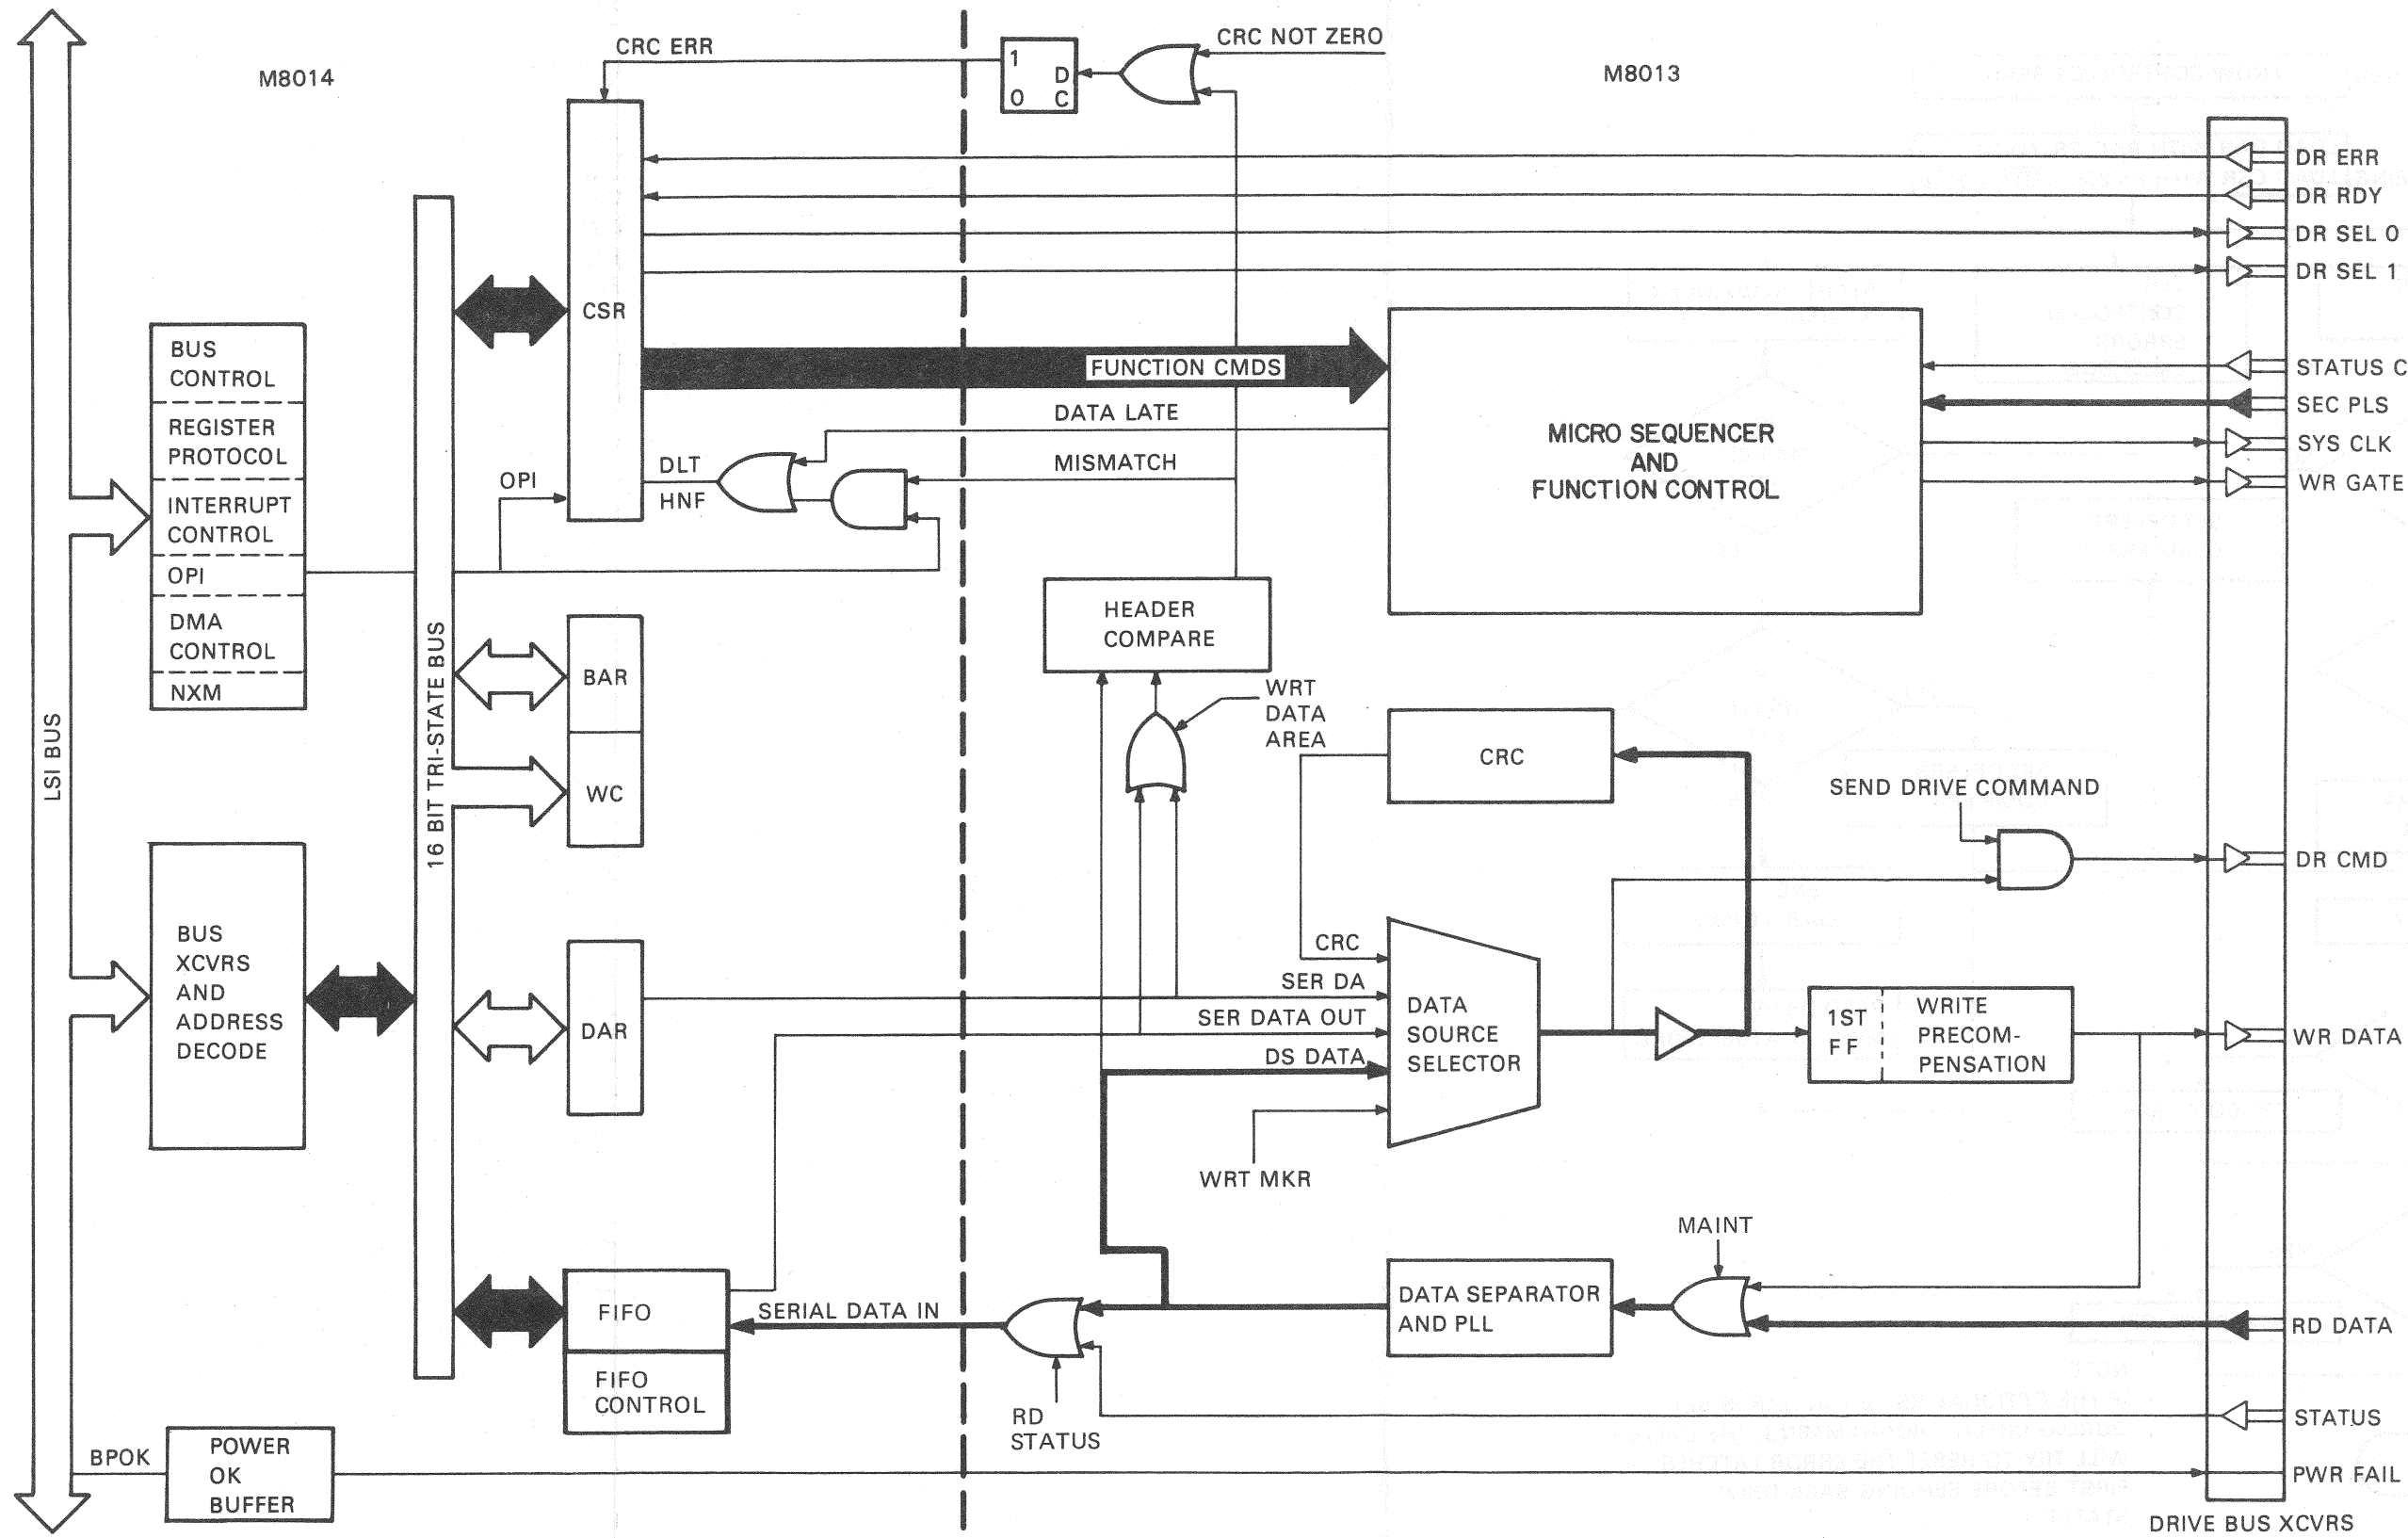 CRC ERR
CRC NOT ZERO
M8014
M8013
1
D
0
C
DR ERR
DR RDY
DR SEL 0
DR SEL 1
CSR
BUS
CONTROL
REGISTER
PROTOCOL
INTERRUPT
CONTROL
OPI
DMA
CONTROL
NXM
FUNCTION CMDS
DATA LATE
MISMATCH
DLT
HNF
OPI
MICRO SEQUENCER
AND
FUNCTION CONTROL
STATUS C
SEC PLS
SYS CLK
WR GATE
HEADER
COMPARE
LSI BUS
16 BIT TRI-STATE BUS
BAR
WC
WRT
DATA
AREA
CRC
SEND DRIVE COMMAND
DR CMD
BUS
XCVRS
AND
ADDRESS
DECODE
DAR
CRC
SER DA
SER DATA OUT
DS DATA
WRT MKR
DATA
SOURCE
SELECTOR
1ST
FF
WRITE
PRECOM-
PENSATION
WR DATA
MAINT
FIFO
FIFO
CONTROL
SERIAL DATA IN
RD
STATUS
DATA SEPARATOR
AND PLL
RD DATA
STATUS
BPOK
POWER
OK
BUFFER
PWR FAIL
DRIVE BUS XCVRS